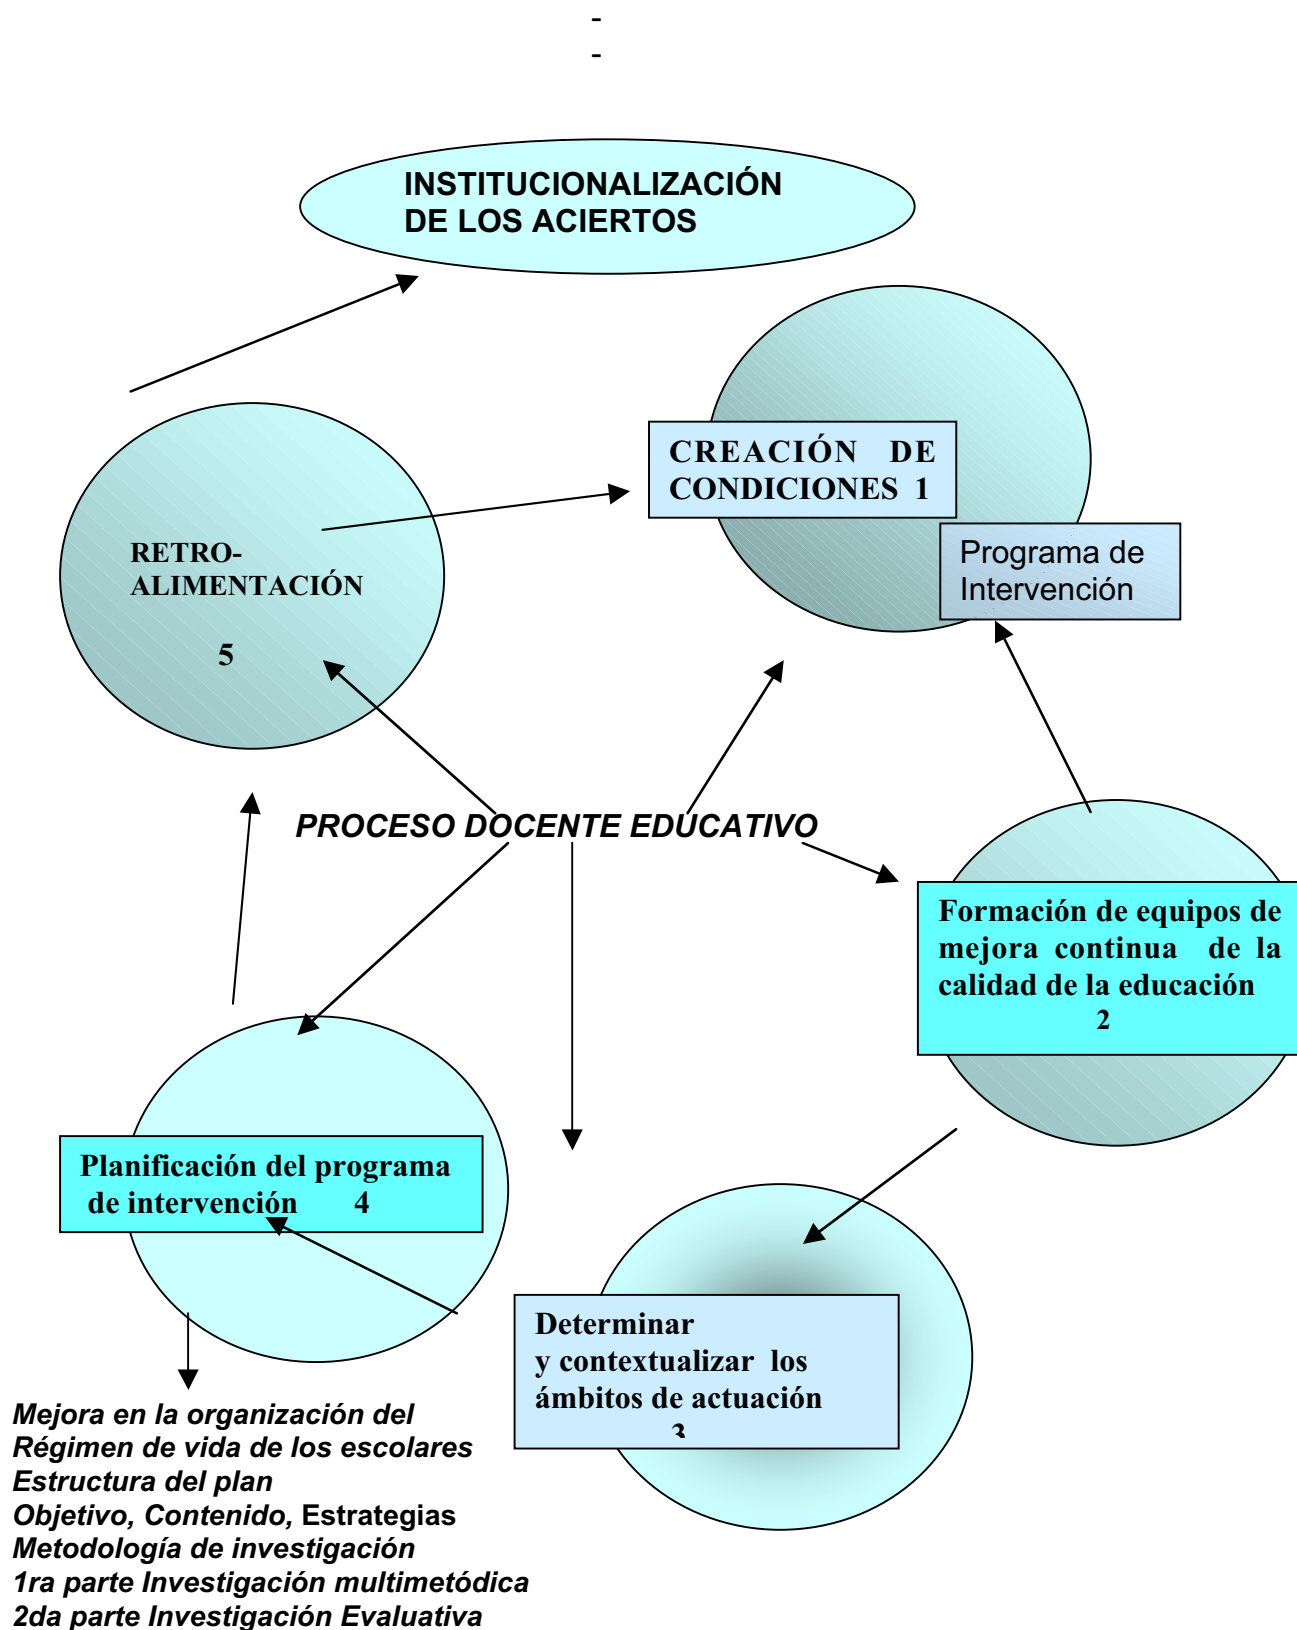 -
-
INSTITUCIONALIZACIÓN
DE LOS ACIERTOS
CREACIÓN DE
CONDICIONES 1
Programa de
Intervención
RETRO-
ALIMENTACIÓN
5
PROCESO DOCENTE EDUCATIVO
Formación de equipos de
mejora continua de la
calidad de la educación
2
Planificación del programa
de intervención 4
Determinar
y contextualizar los
ámbitos de actuación
3
Mejora en la organización del
Régimen de vida de los escolares
Estructura del plan
Objetivo, Contenido, Estrategias
Metodología de investigación
1ra parte Investigación multimetódica
2da parte Investigación Evaluativa